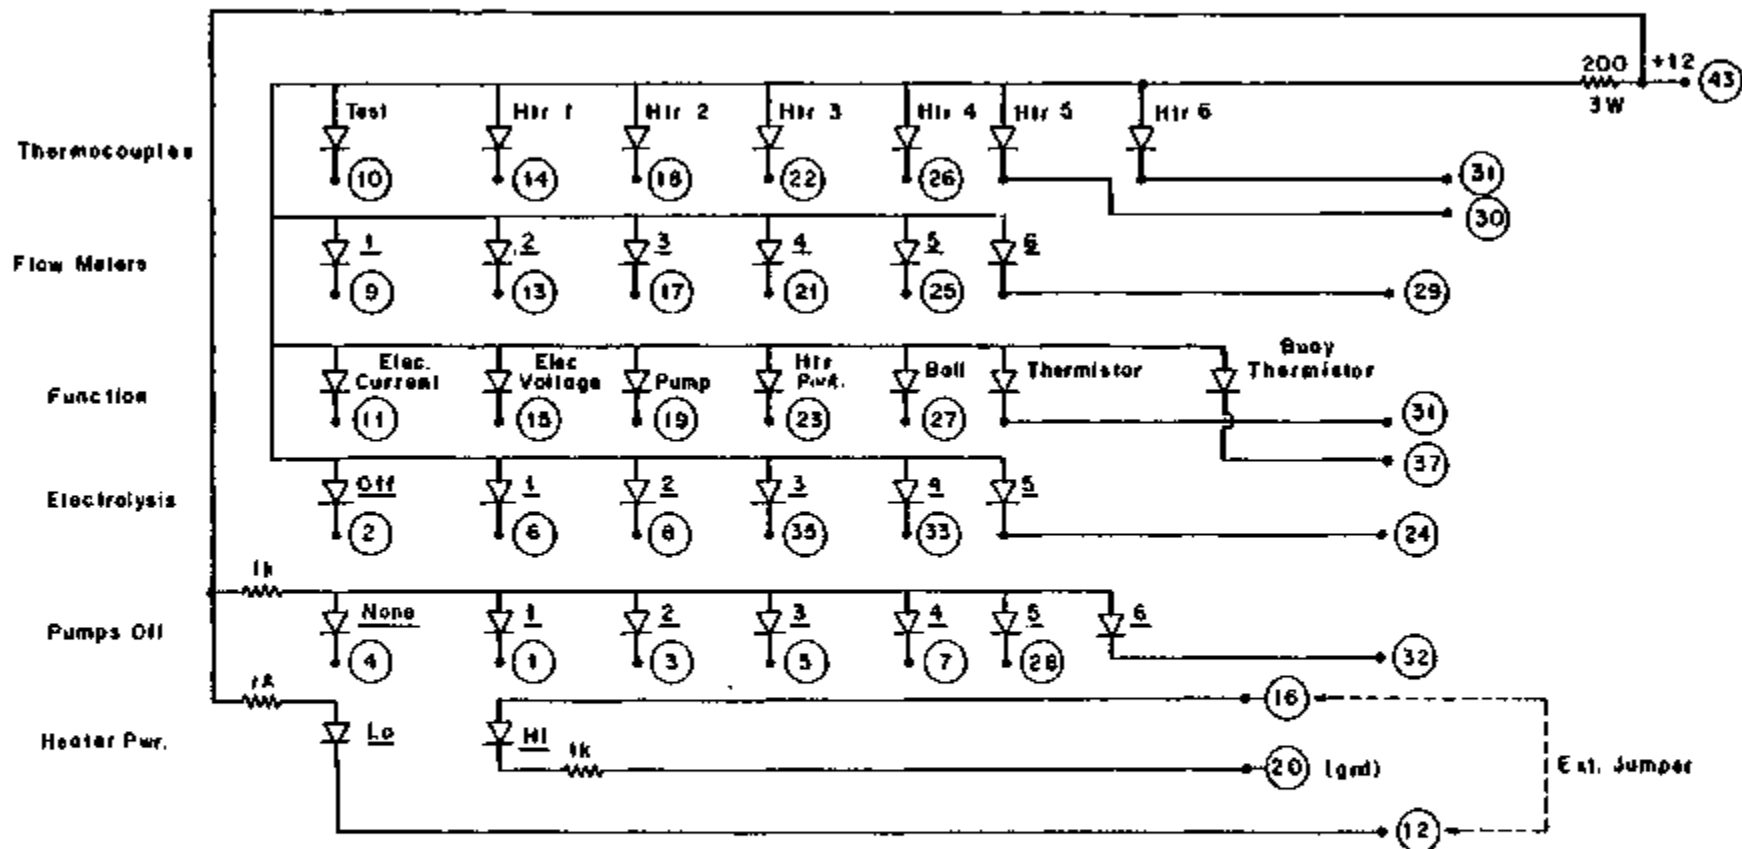 200 +12 43
3W
Test Htr 1 Htr 2 Htr 3 Htr 4 Htr 5 Htr 6
Thermocouples
10 14 18 22 26 31
30
1 2 3 4 5 6
Flow Meters
9 13 17 21 25 29
Elec. Current Elec Voltage Pump Htr Pwr. Boil Thermistor Buoy Thermistor
Function
11 15 19 23 27 31
37
Off 1 2 3 4 5
Electrolysis
2 6 8 35 33 24
1k
None 1 2 3 4 5 6
Pumps Off
4 1 3 5 7 28 32
16
Heater Pwr.
Lo HI 1k 20 (grd) Ext. Jumper
12